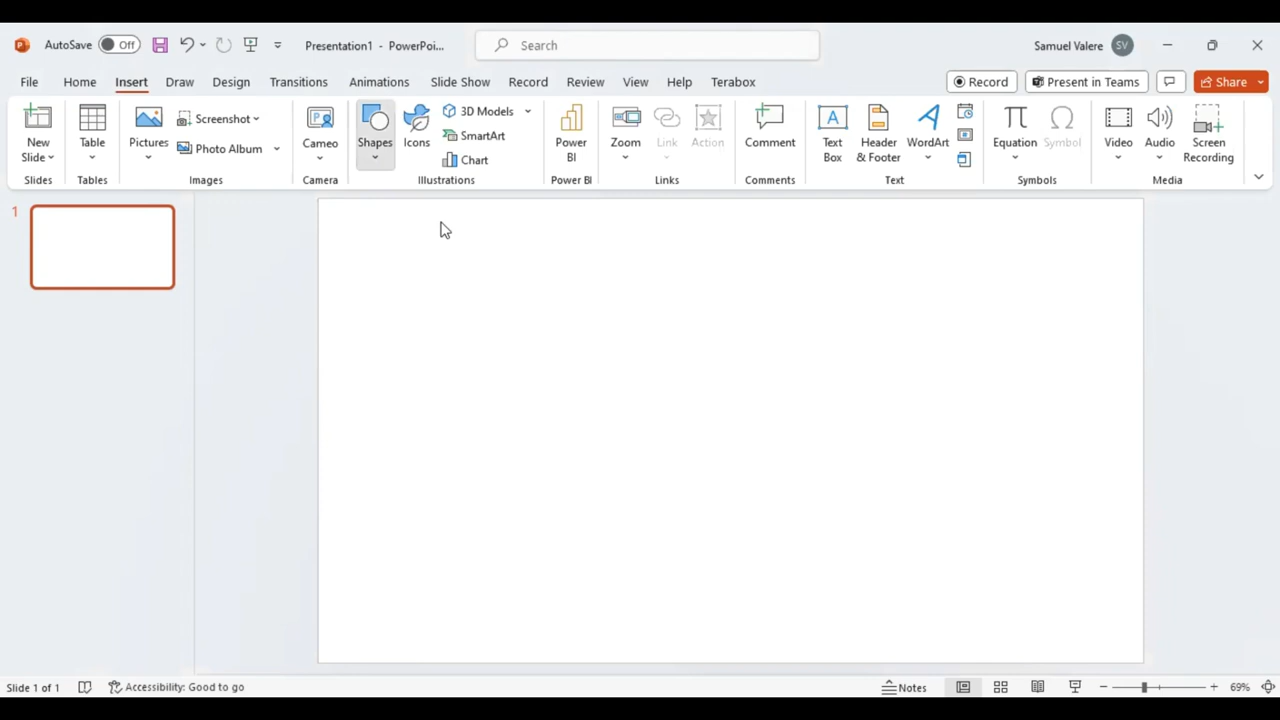 AutoSave Off Presentation1 - PowerPoi... Search Samuel Valere SV
File Home Insert Draw Design Transitions Animations Slide Show Record Review View Help Terabox Record Present in Teams Share
New Slide
Table
Pictures
Screenshot
Photo Album
Cameo
Shapes
Icons
3D Models
SmartArt
Chart
Power BI
Zoom
Link
Action
Comment
Text Box
Header & Footer
WordArt
Equation
Symbol
Video
Audio
Screen Recording
Slides Tables Images Camera Illustrations Power BI Links Comments Text Symbols Media
1
Slide 1 of 1 Accessibility: Good to go Notes 69%